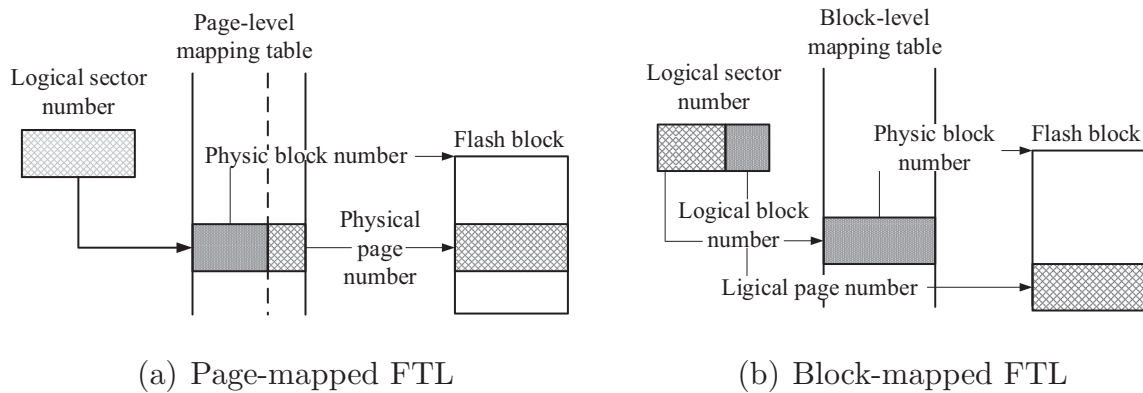 Page-level
mapping table
Logical sector
number
Physic block number
Flash block
Physical
page
number
(a) Page-mapped FTL
Block-level
mapping table
Logical sector
number
Physic block
number
Flash block
Logical block
number
Ligical page number
(b) Block-mapped FTL